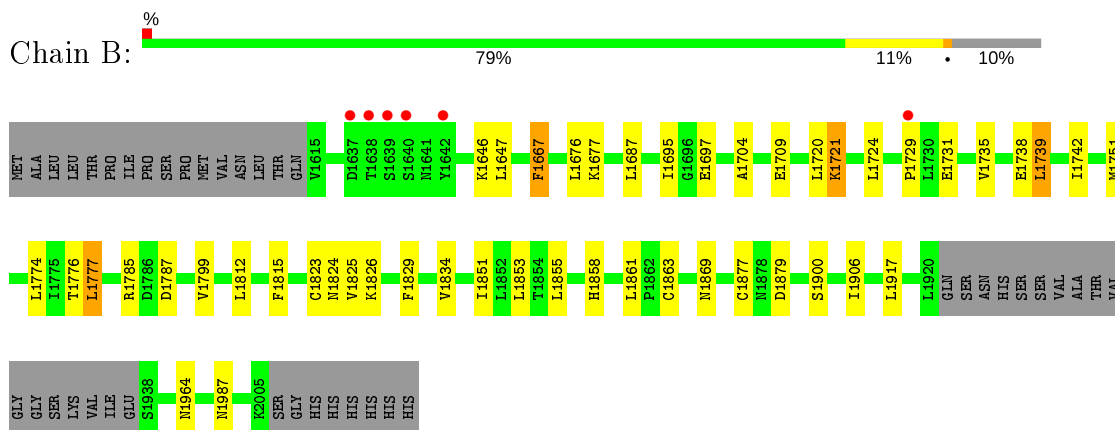 %
Chain B:
79% 11% • 10%
MET ALA LEU LEU THR PRO ILE PRO SER PRO MET VAL ASN LEU THR GLN V1615 D1637 T1638 S1639 S1640 N1641 Y1642 K1646 L1647 F1667 L1676 K1677 L1687 I1695 G1696 E1697 A1704 E1709 L1720 K1721 L1724 P1729 L1730 E1731 V1735 E1738 L1739 I1742 M1751
L1774 I1775 T1776 L1777 R1785 D1786 D1787 V1799 L1812 F1815 C1823 N1824 V1825 K1826 F1829 V1834 I1851 L1852 L1853 T1854 L1855 H1858 L1861 P1862 C1863 N1869 C1877 N1878 D1879 S1900 I1906 L1917 L1920 GLN SER ASN HIS SER SER VAL ALA THR VAL
GLY GLY SER LYS VAL ILE GLU S1938 N1964 N1987 K2005 SER GLY HIS HIS HIS HIS HIS HIS